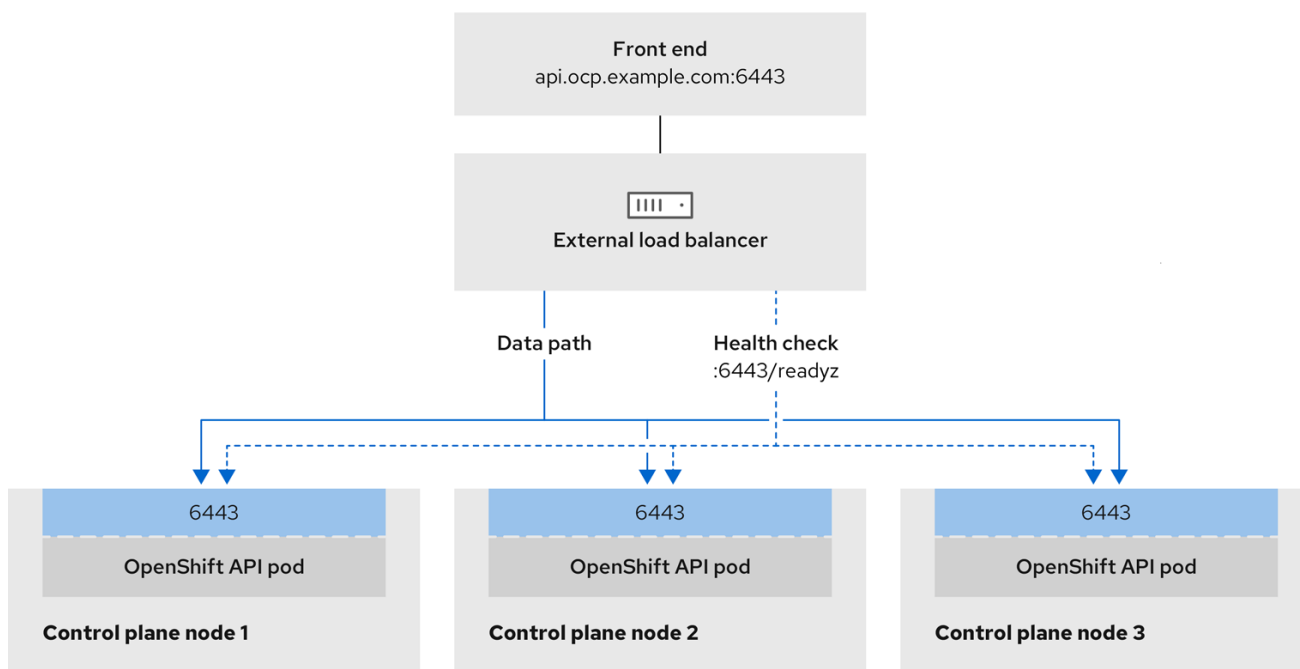 Front end
api.ocp.example.com:6443
External load balancer
Data path
Health check
:6443/readyz
6443
6443
6443
OpenShift API pod
OpenShift API pod
OpenShift API pod
Control plane node 1
Control plane node 2
Control plane node 3